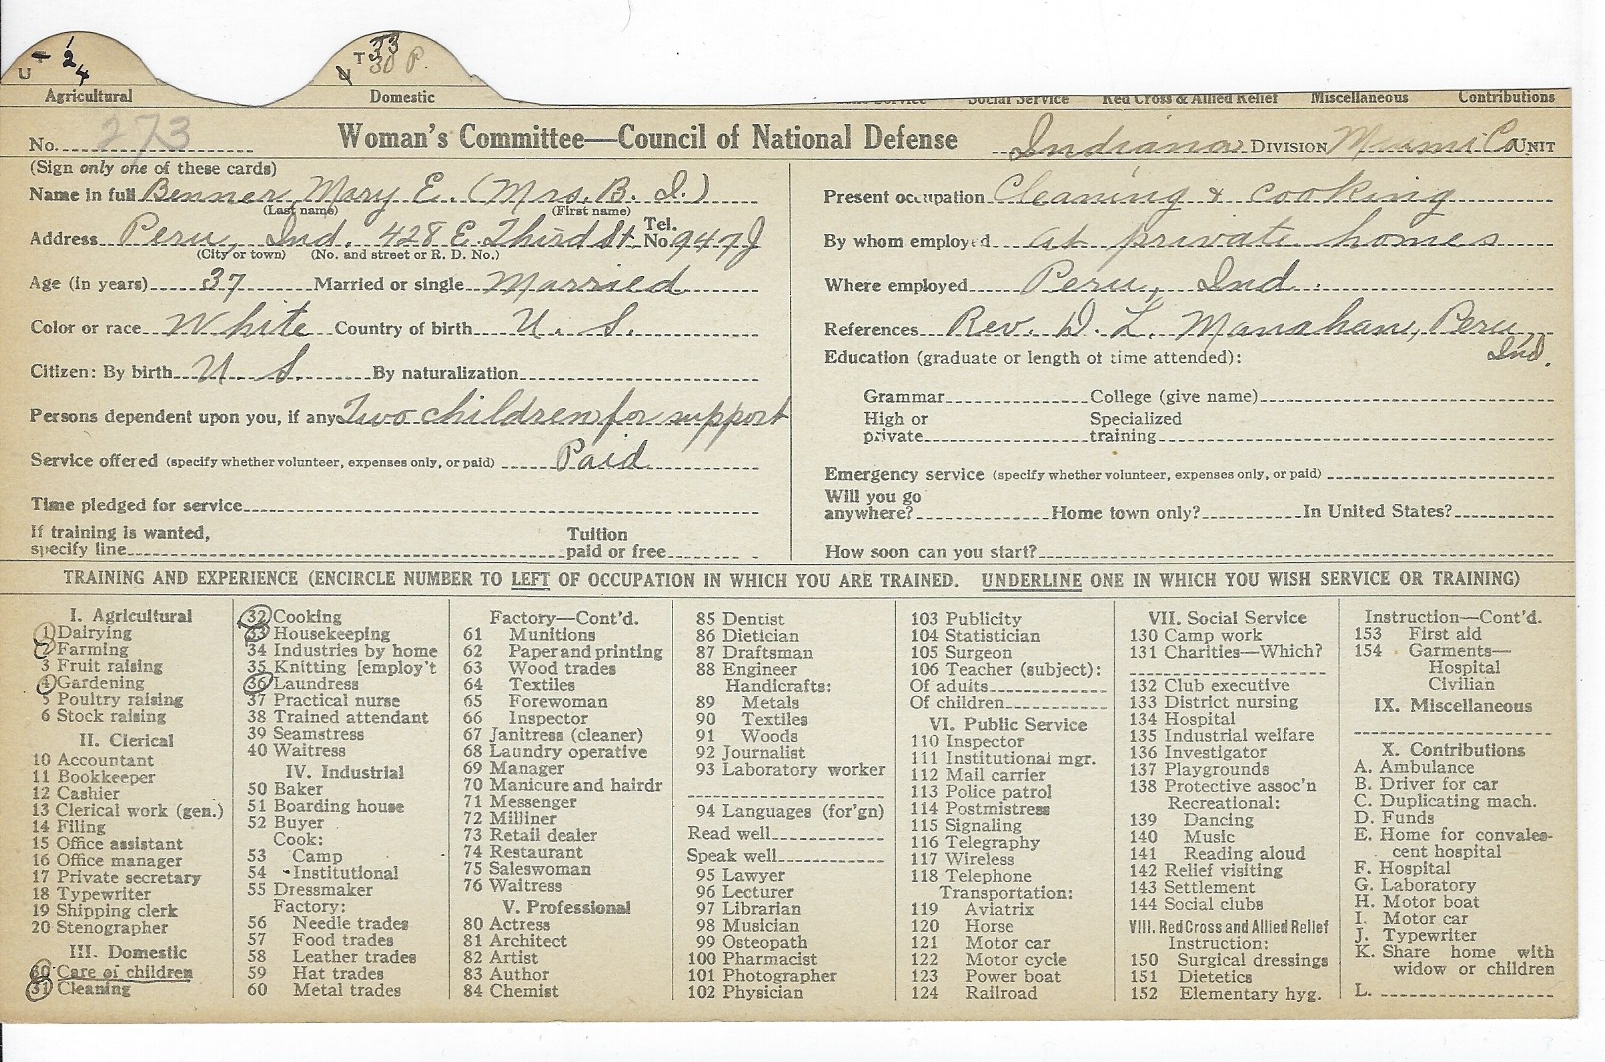 T 1 2 4
U
T 33 30 P.
U
Agricultural Domestic Social Service Red Cross & Allied Relief Miscellaneous Contributions
No. 273 Woman's Committee—Council of National Defense Indiana DIVISION Miami Co UNIT
(Sign only one of these cards)
Name in full Benner, Mary E. (Mrs. B. I.)
(Last name) (First name)
Address Peru, Ind. 428 E. Third St. Tel. No. 947J
(City or town) (No. and street or R. D. No.)
Age (in years) 37 Married or single Married
Color or race White Country of birth U. S.
Citizen: By birth U. S. By naturalization
Persons dependent upon you, if any Two children for support
Service offered (specify whether volunteer, expenses only, or paid) Paid
Time pledged for service
If training is wanted, specify line Tuition paid or free
Present occupation Cleaning & cooking
By whom employed at private homes
Where employed Peru, Ind.
References Rev. D. L. Manahan, Peru Ind.
Education (graduate or length of time attended):
Grammar College (give name)
High or private Specialized training
Emergency service (specify whether volunteer, expenses only, or paid)
Will you go anywhere? Home town only? In United States?
How soon can you start?
TRAINING AND EXPERIENCE (ENCIRCLE NUMBER TO LEFT OF OCCUPATION IN WHICH YOU ARE TRAINED. UNDERLINE ONE IN WHICH YOU WISH SERVICE OR TRAINING)
I. Agricultural
1 Dairying
2 Farming
3 Fruit raising
4 Gardening
5 Poultry raising
6 Stock raising
II. Clerical
10 Accountant
11 Bookkeeper
12 Cashier
13 Clerical work (gen.)
14 Filing
15 Office assistant
16 Office manager
17 Private secretary
18 Typewriter
19 Shipping clerk
20 Stenographer
III. Domestic
30 Care of children
31 Cleaning
32 Cooking
33 Housekeeping
34 Industries by home
35 Knitting [employ't
36 Laundress
37 Practical nurse
38 Trained attendant
39 Seamstress
40 Waitress
IV. Industrial
50 Baker
51 Boarding house
52 Buyer
Cook:
53 Camp
54 Institutional
55 Dressmaker
Factory:
56 Needle trades
57 Food trades
58 Leather trades
59 Hat trades
60 Metal trades
Factory—Cont'd.
61 Munitions
62 Paper and printing
63 Wood trades
64 Textiles
65 Forewoman
66 Inspector
67 Janitress (cleaner)
68 Laundry operative
69 Manager
70 Manicure and hairdr
71 Messenger
72 Milliner
73 Retail dealer
74 Restaurant
75 Saleswoman
76 Waitress
V. Professional
80 Actress
81 Architect
82 Artist
83 Author
84 Chemist
85 Dentist
86 Dietician
87 Draftsman
88 Engineer
Handicrafts:
89 Metals
90 Textiles
91 Woods
92 Journalist
93 Laboratory worker
94 Languages (for'gn)
Read well
Speak well
95 Lawyer
96 Lecturer
97 Librarian
98 Musician
99 Osteopath
100 Pharmacist
101 Photographer
102 Physician
103 Publicity
104 Statistician
105 Surgeon
106 Teacher (subject):
Of adults
Of children
VI. Public Service
110 Inspector
111 Institutional mgr.
112 Mail carrier
113 Police patrol
114 Postmistress
115 Signaling
116 Telegraphy
117 Wireless
118 Telephone
Transportation:
119 Aviatrix
120 Horse
121 Motor car
122 Motor cycle
123 Power boat
124 Railroad
VII. Social Service
130 Camp work
131 Charities—Which?
132 Club executive
133 District nursing
134 Hospital
135 Industrial welfare
136 Investigator
137 Playgrounds
138 Protective assoc'n
Recreational:
139 Dancing
140 Music
141 Reading aloud
142 Relief visiting
143 Settlement
144 Social clubs
VIII. Red Cross and Allied Relief
Instruction:
150 Surgical dressings
151 Dietetics
152 Elementary hyg.
Instruction—Cont'd.
153 First aid
154 Garments—
Hospital
Civilian
IX. Miscellaneous
X. Contributions
A. Ambulance
B. Driver for car
C. Duplicating mach.
D. Funds
E. Home for convales-
cent hospital
F. Hospital
G. Laboratory
H. Motor boat
I. Motor car
J. Typewriter
K. Share home with
widow or children
L.